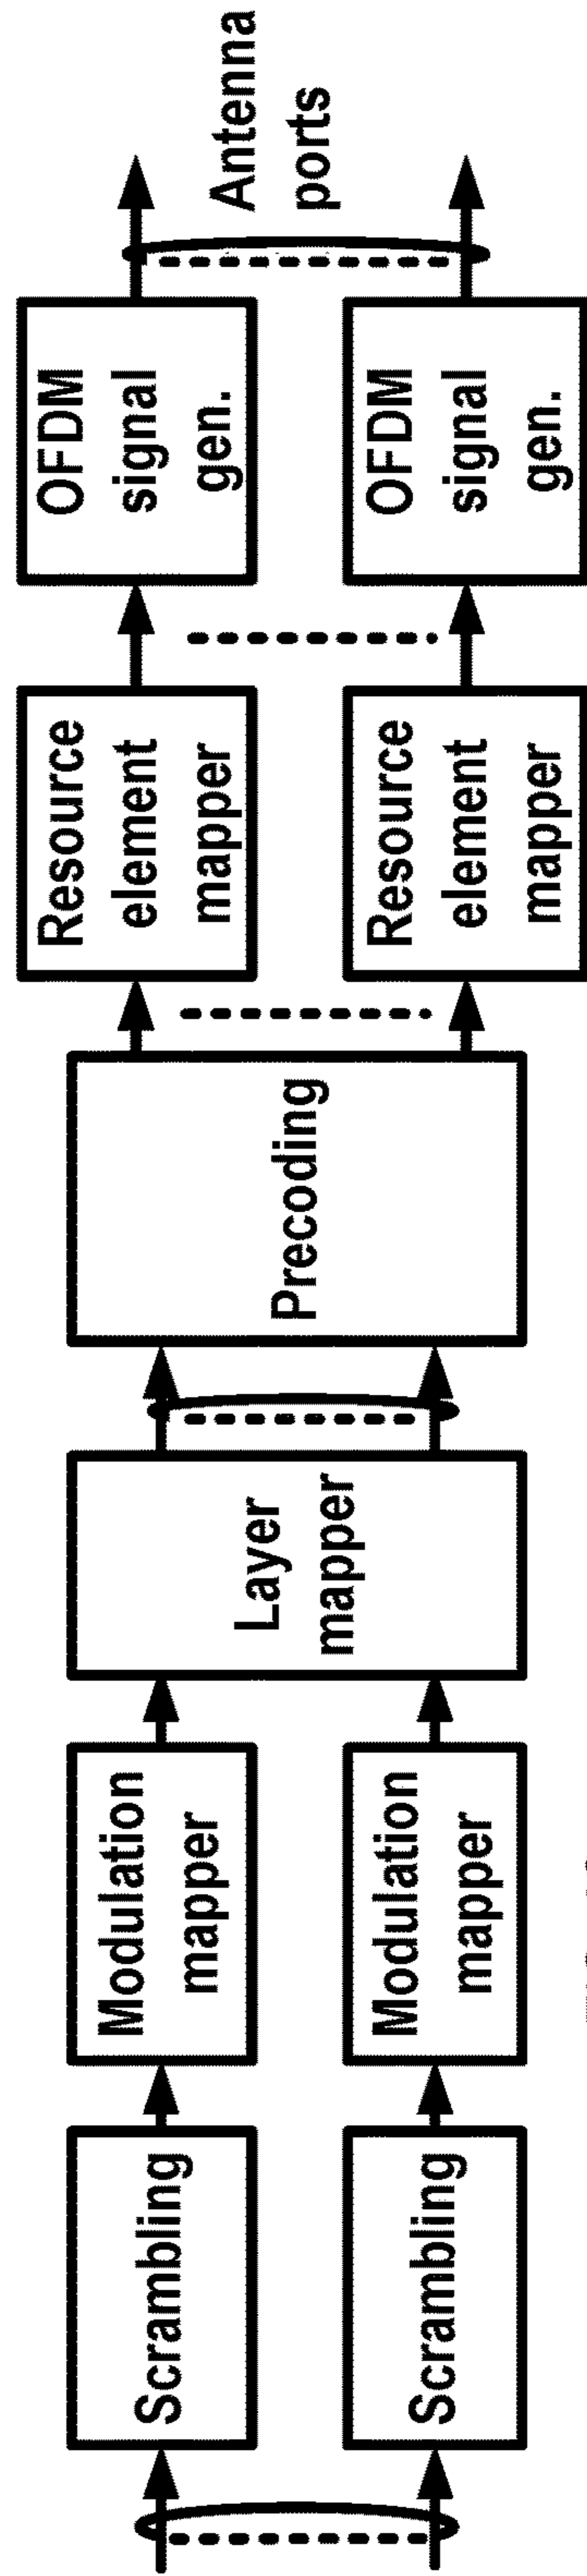 Scrambling
Scrambling
Modulation
mapper
Modulation
mapper
Layer
mapper
Precoding
Resource
element
mapper
Resource
element
mapper
OFDM
signal
gen.
OFDM
signal
gen.
Antenna
ports